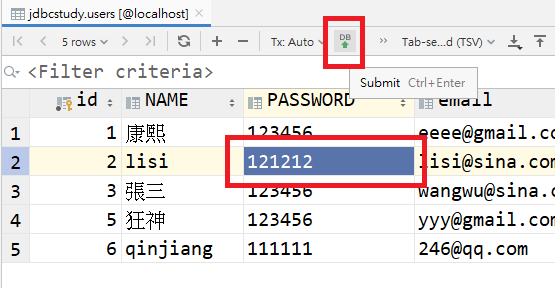 jdbcstudy.users [@localhost]
5 rows Tx: Auto DB Tab-se...d (TSV)
Submit Ctrl+Enter
<Filter criteria>
id NAME PASSWORD email
1 1 康熙 123456 eeee@gmail.co
2 2 lisi 121212 lisi@sina.com
3 3 張三 123456 wangwu@sina.
4 5 狂神 123456 yyy@gmail.com
5 6 qinjiang 111111 246@qq.com